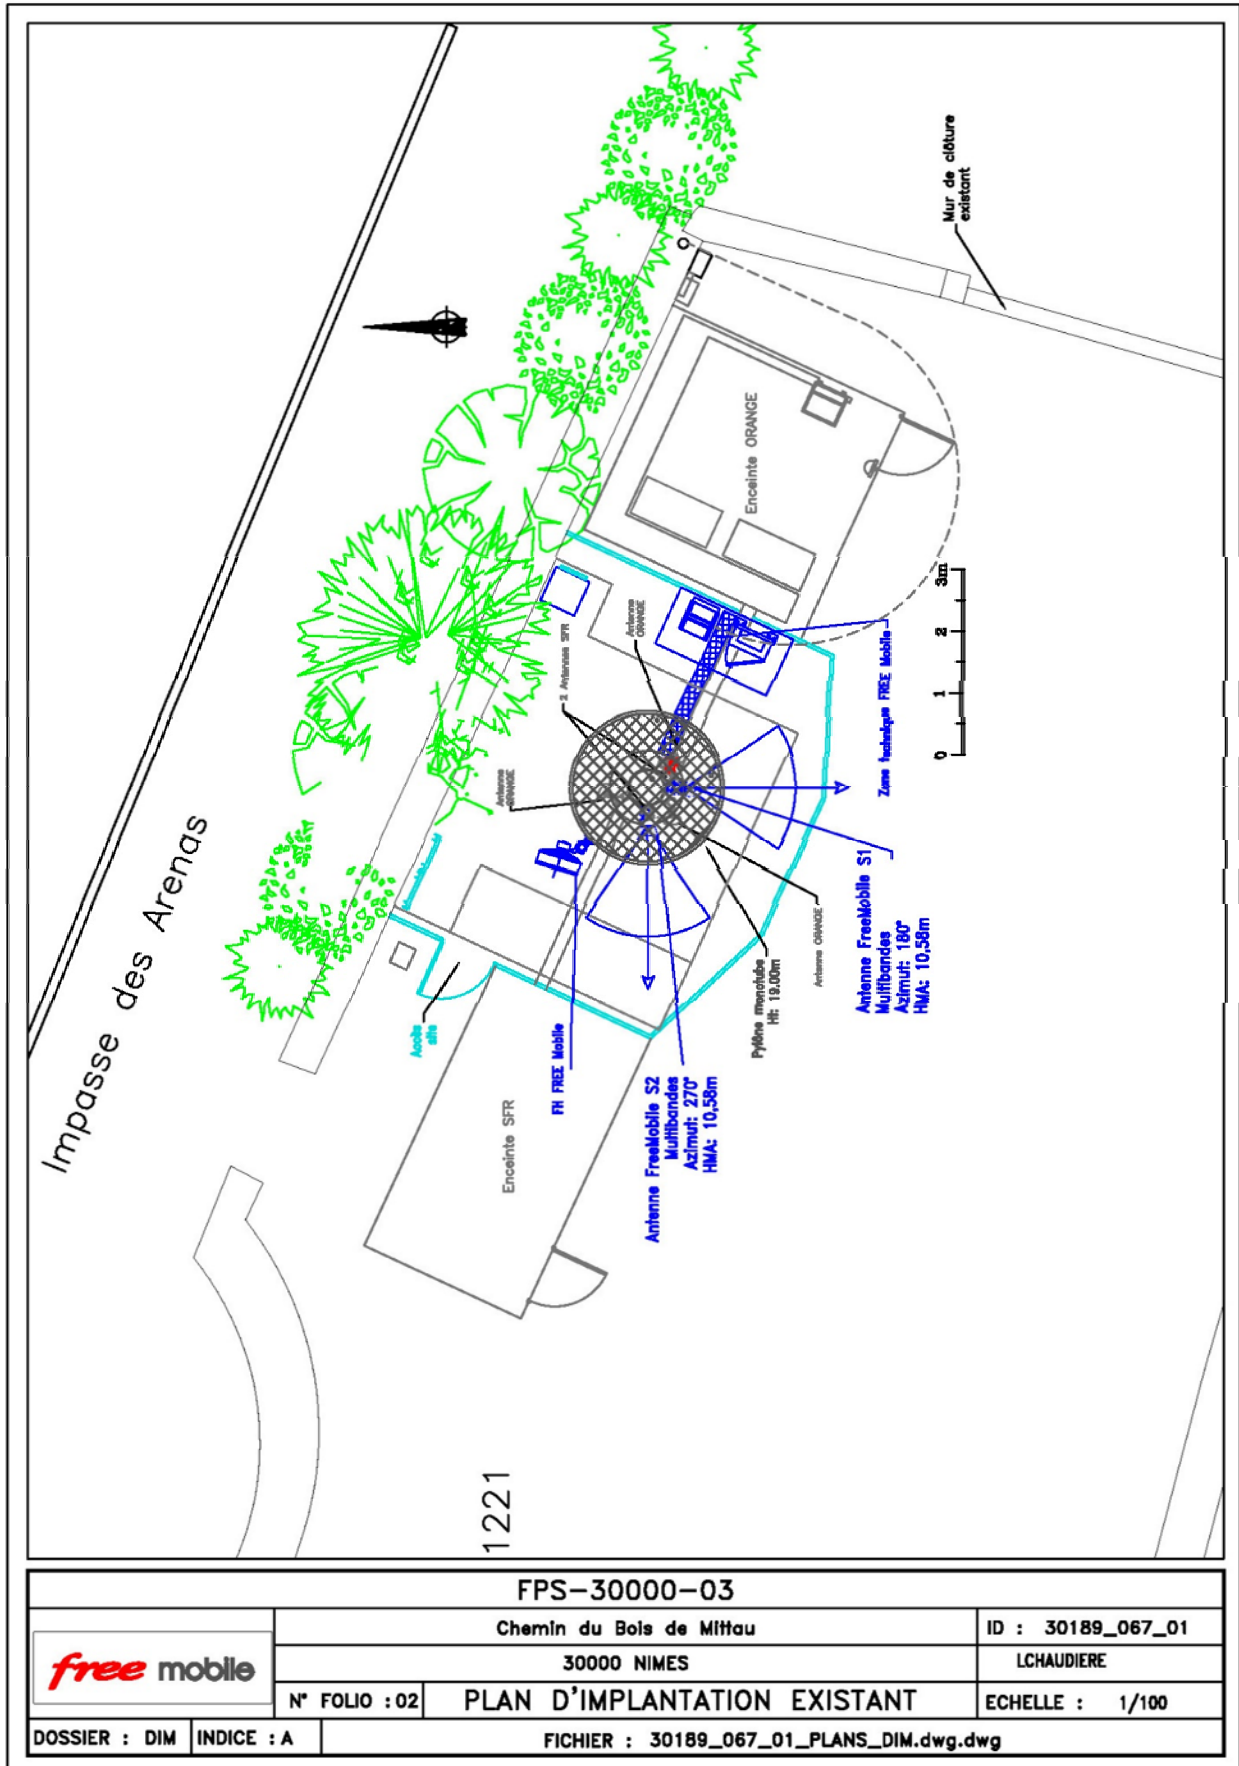 Mur de clôture
existant
Enceinte ORANGE
3m
2
1
0
Antenne
ORANGE
2 Antennes SFR
Antenne
ORANGE
Zone technique FREE Mobile
Impasse des Arenas
Accès
site
FH FREE Mobile
Enceinte SFR
Antenne FreeMobile S2
Multibandes
Azimut: 270°
HMA: 10,58m
Pylône monotube
Ht: 19.00m
Antenne ORANGE
Antenne FreeMobile S1
Multibandes
Azimut: 180°
HMA: 10,58m
1221
FPS-30000-03
free mobile
Chemin du Bois de Mittau
ID : 30189_067_01
30000 NIMES
LCHAUDIERE
N° FOLIO : 02
PLAN D'IMPLANTATION EXISTANT
ECHELLE : 1/100
DOSSIER : DIM
INDICE : A
FICHIER : 30189_067_01_PLANS_DIM.dwg.dwg